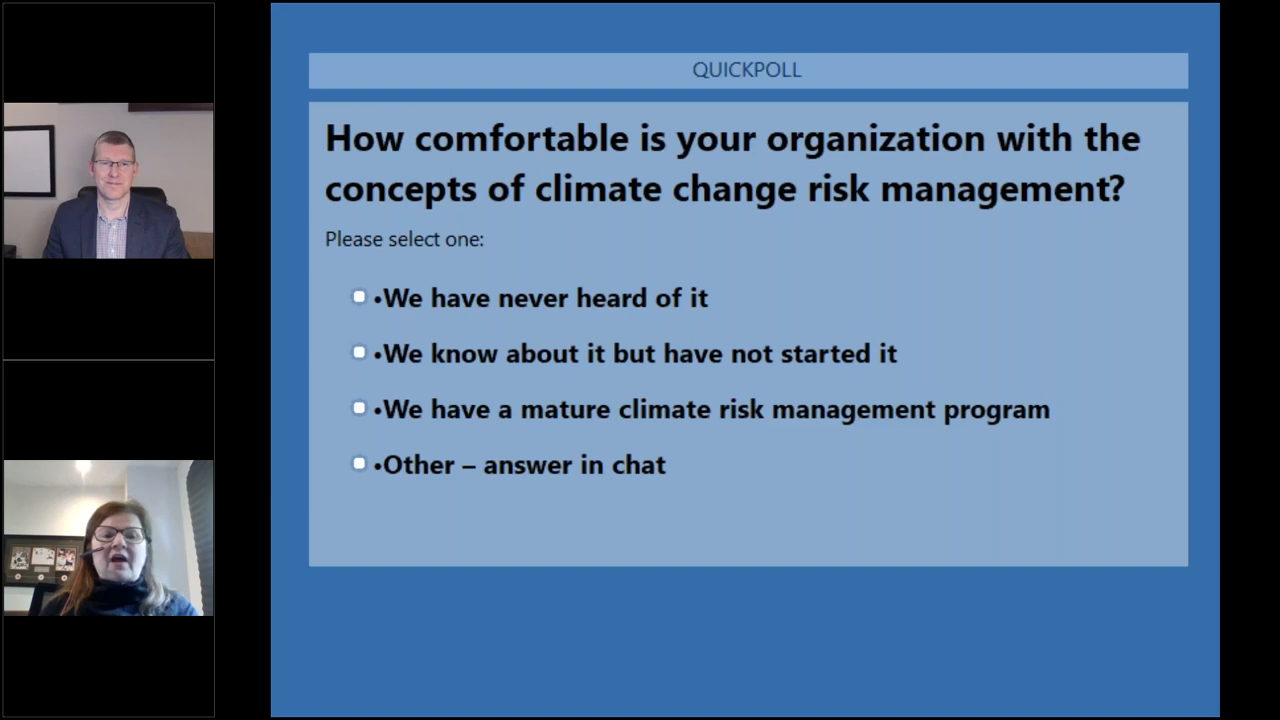 QUICKPOLL
How comfortable is your organization with the
concepts of climate change risk management?
Please select one:
•We have never heard of it
•We know about it but have not started it
•We have a mature climate risk management program
•Other – answer in chat